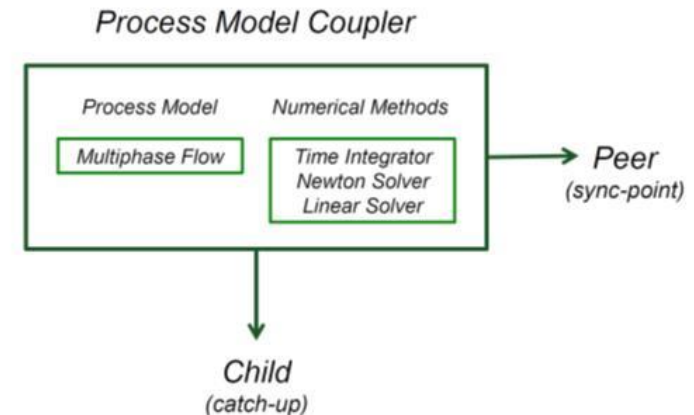 Process Model Coupler
Process Model
Numerical Methods
Multiphase Flow
Time Integrator
Newton Solver
Linear Solver
Peer
(sync-point)
Child
(catch-up)